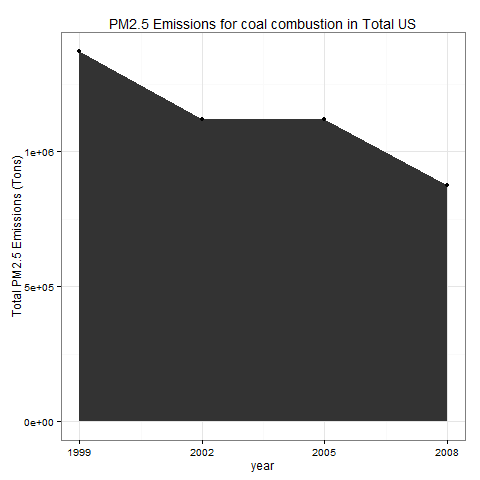 PM2.5 Emissions for coal combustion in Total US
Total PM2.5 Emissions (Tons)
1e+06
5e+05
0e+00
1999 2002 2005 2008
year